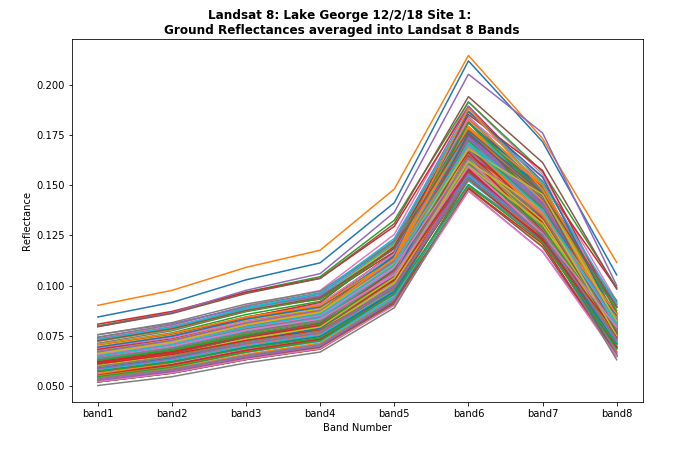 Landsat 8: Lake George 12/2/18 Site 1:
Ground Reflectances averaged into Landsat 8 Bands
0.200
0.175
0.150
0.125
0.100
0.075
0.050
Reflectance
band1 band2 band3 band4 band5 band6 band7 band8
Band Number